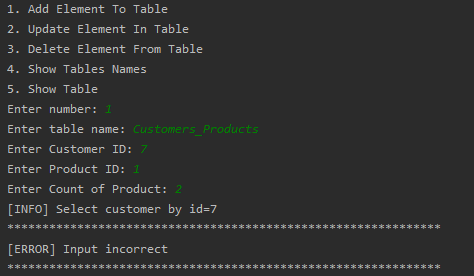 1. Add Element To Table
2. Update Element In Table
3. Delete Element From Table
4. Show Tables Names
5. Show Table
Enter number: 1
Enter table name: Customers_Products
Enter Customer ID: 7
Enter Product ID: 1
Enter Count of Product: 2
[INFO] Select customer by id=7
**************************************************************
[ERROR] Input incorrect
**************************************************************